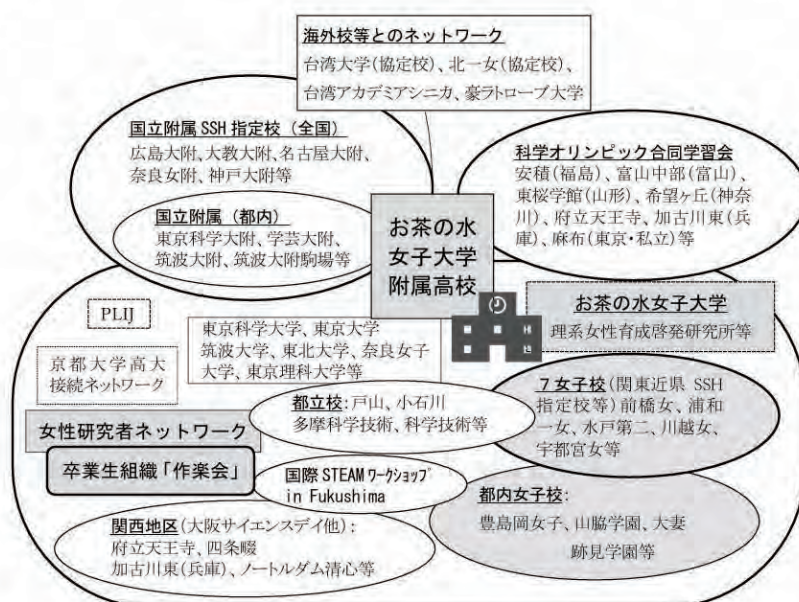 海外校等とのネットワーク
台湾大学(協定校)、北一女(協定校)、
台湾アカデミアシニカ、豪ラトローブ大学
国立附属 SSH 指定校（全国）
広島大附、大教大附、名古屋大附、
奈良女附、神戸大附等
国立附属（都内）
東京科学大附、学芸大附、
筑波大附、筑波大附駒場等
お茶の水
女子大学
附属高校
科学オリンピック合同学習会
安積(福島)、富山中部(富山)、
東桜学館(山形)、希望ヶ丘(神奈
川)、府立天王寺、加古川東(兵
庫)、麻布(東京・私立)等
お茶の水女子大学
理系女性育成啓発研究所等
PLIJ
京都大学高大
接続ネットワーク
東京科学大学、東京大学
筑波大学、東北大学、奈良女子
大学、東京理科大学等
都立校：戸山、小石川
多摩科学技術、科学技術等
７女子校(関東近県 SSH
指定校等)前橋女、浦和
一女、水戸第二、川越女、
宇都宮女等
女性研究者ネットワーク
卒業生組織「作楽会」
国際 STEAM ワークショップ
in Fukushima
都内女子校：
豊島岡女子、山脇学園、大妻
跡見学園等
関西地区(大阪サイエンスデイ他)：
府立天王寺、四条畷
加古川東(兵庫)、ノートルダム清心等